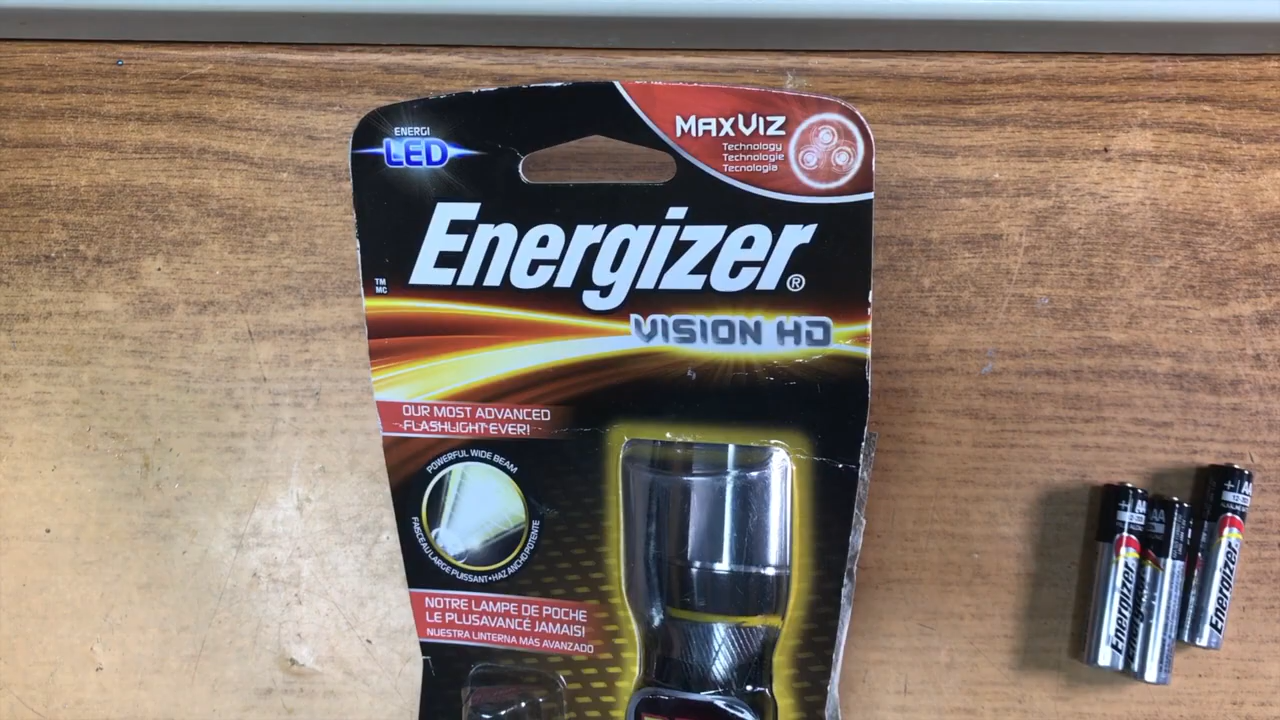 ENERGI
LED
MAXVIZ
Technology
Technologie
Tecnología
Energizer®
TM
MC
VISION HD
OUR MOST ADVANCED
FLASHLIGHT EVER!
POWERFUL WIDE BEAM
FAISCEAU LARGE PUISSANT • HAZ ANCHO POTENTE
NOTRE LAMPE DE POCHE
LE PLUSAVANCÉ JAMAIS!
NUESTRA LINTERNA MÁS AVANZADO
+ AA
Energizer
AA
Energizer
+ AA
Energizer